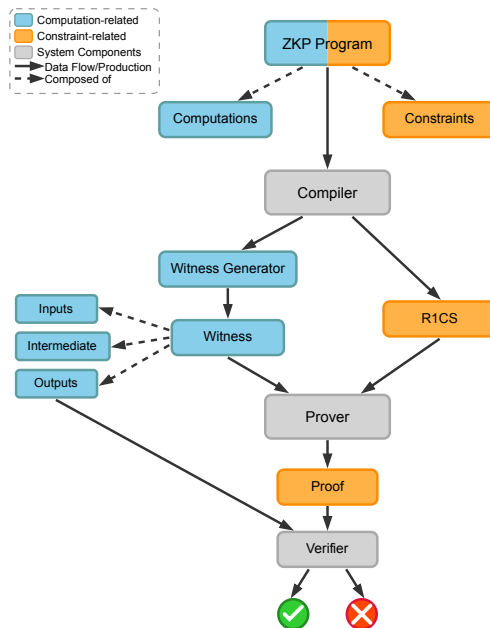 Computation-related
Constraint-related
System Components
Data Flow/Production
Composed of
ZKP Program
Computations
Constraints
Compiler
Witness Generator
Inputs
R1CS
Witness
Intermediate
Outputs
Prover
Proof
Verifier